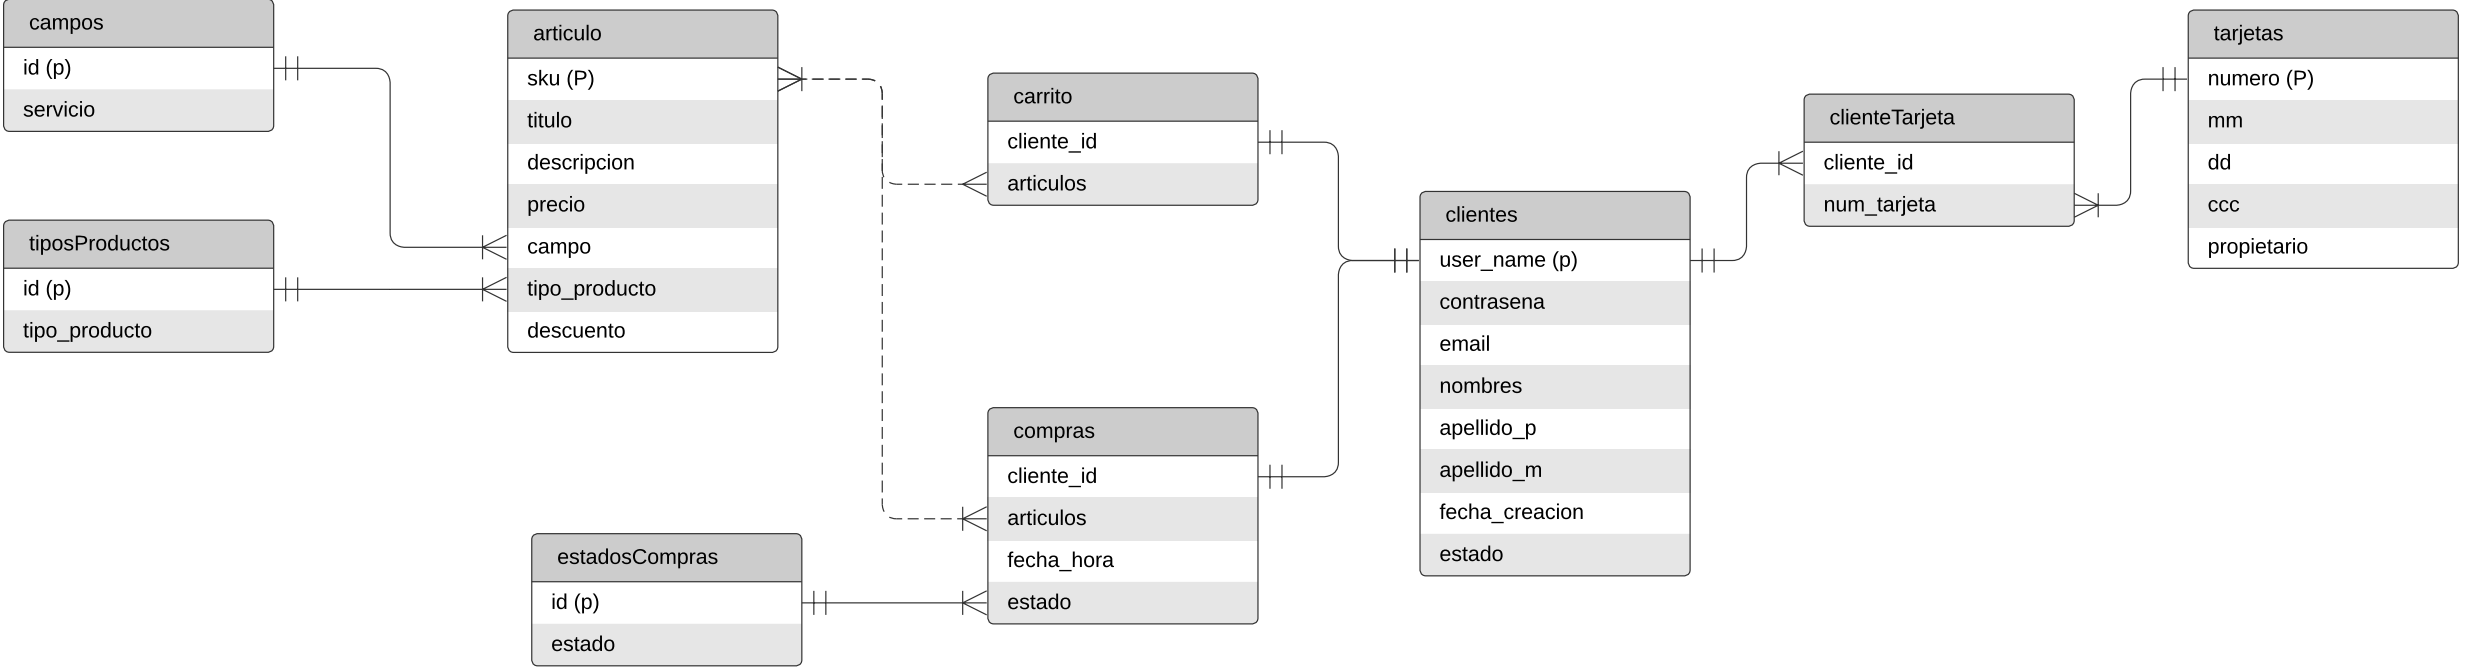 campos
id (p)
servicio
tiposProductos
id (p)
tipo_producto
articulo
sku (P)
titulo
descripcion
precio
campo
tipo_producto
descuento
estadosCompras
id (p)
estado
carrito
cliente_id
articulos
compras
cliente_id
articulos
fecha_hora
estado
clientes
user_name (p)
contrasena
email
nombres
apellido_p
apellido_m
fecha_creacion
estado
clienteTarjeta
cliente_id
num_tarjeta
tarjetas
numero (P)
mm
dd
ccc
propietario